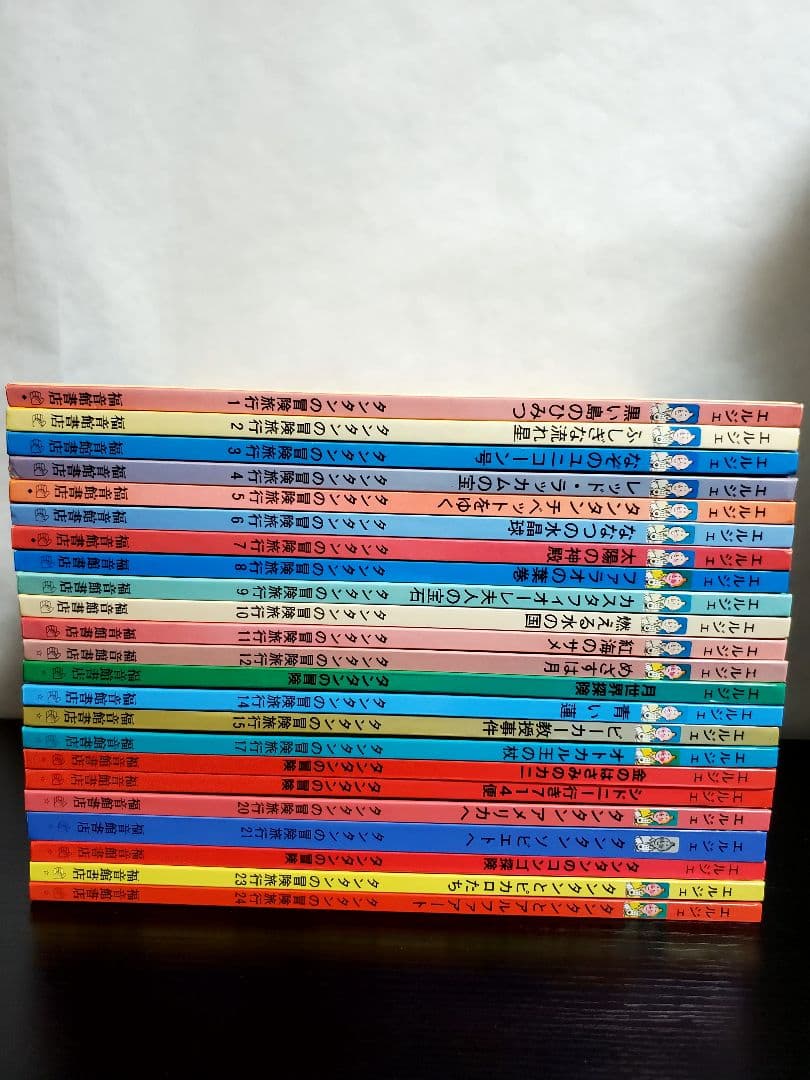 エルジェ 黒い島のひみつ タンタンの冒険旅行 1 福音館書店
エルジェ ふしぎな流れ星 タンタンの冒険旅行 2 福音館書店
エルジェ なぞのユニコーン号 タンタンの冒険旅行 3 福音館書店
エルジェ レッド・ラッカムの宝 タンタンの冒険旅行 4 福音館書店
エルジェ タンタンチベットをゆく タンタンの冒険旅行 5 福音館書店
エルジェ ななつの水晶球 タンタンの冒険旅行 6 福音館書店
エルジェ 太陽の神殿 タンタンの冒険旅行 7 福音館書店
エルジェ ファラオの葉巻 タンタンの冒険旅行 8 福音館書店
エルジェ カスタフィオーレ夫人の宝石 タンタンの冒険旅行 9 福音館書店
エルジェ 燃える水の国 タンタンの冒険旅行 10 福音館書店
エルジェ 紅海のサメ タンタンの冒険旅行 11 福音館書店
エルジェ めざすは月 タンタンの冒険旅行 12 福音館書店
エルジェ 月世界探険 タンタンの冒険 福音館書店
エルジェ 青い蓮 タンタンの冒険旅行 14 福音館書店
エルジェ ビーカー教授事件 タンタンの冒険旅行 15 福音館書店
エルジェ オトカル王の杖 タンタンの冒険旅行 17 福音館書店
エルジェ 金のはさみのカニ タンタンの冒険 福音館書店
エルジェ シドニー行き714便 タンタンの冒険 福音館書店
エルジェ タンタンアメリカへ タンタンの冒険旅行 20 福音館書店
エルジェ タンタンソビエトへ タンタンの冒険旅行 21 福音館書店
エルジェ タンタンのコンゴ探険 タンタンの冒険 福音館書店
エルジェ タンタンとピカロたち タンタンの冒険旅行 23 福音館書店
エルジェ タンタンとアルファアート タンタンの冒険旅行 24 福音館書店